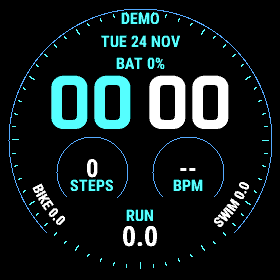 DEMO
TUE 24 NOV
BAT 0%
00 00
0
STEPS
--
BPM
BIKE 0.0
SWIM 0.0
RUN
0.0